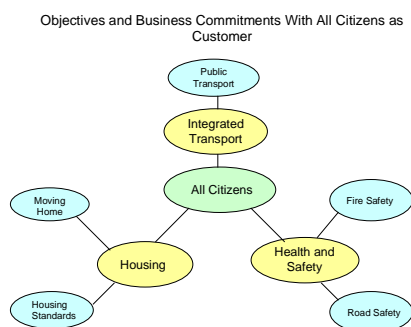 Objectives and Business Commitments With All Citizens as
Customer
Public
Transport
Integrated
Transport
All Citizens
Moving
Home
Fire Safety
Housing
Health and
Safety
Housing
Standards
Road Safety